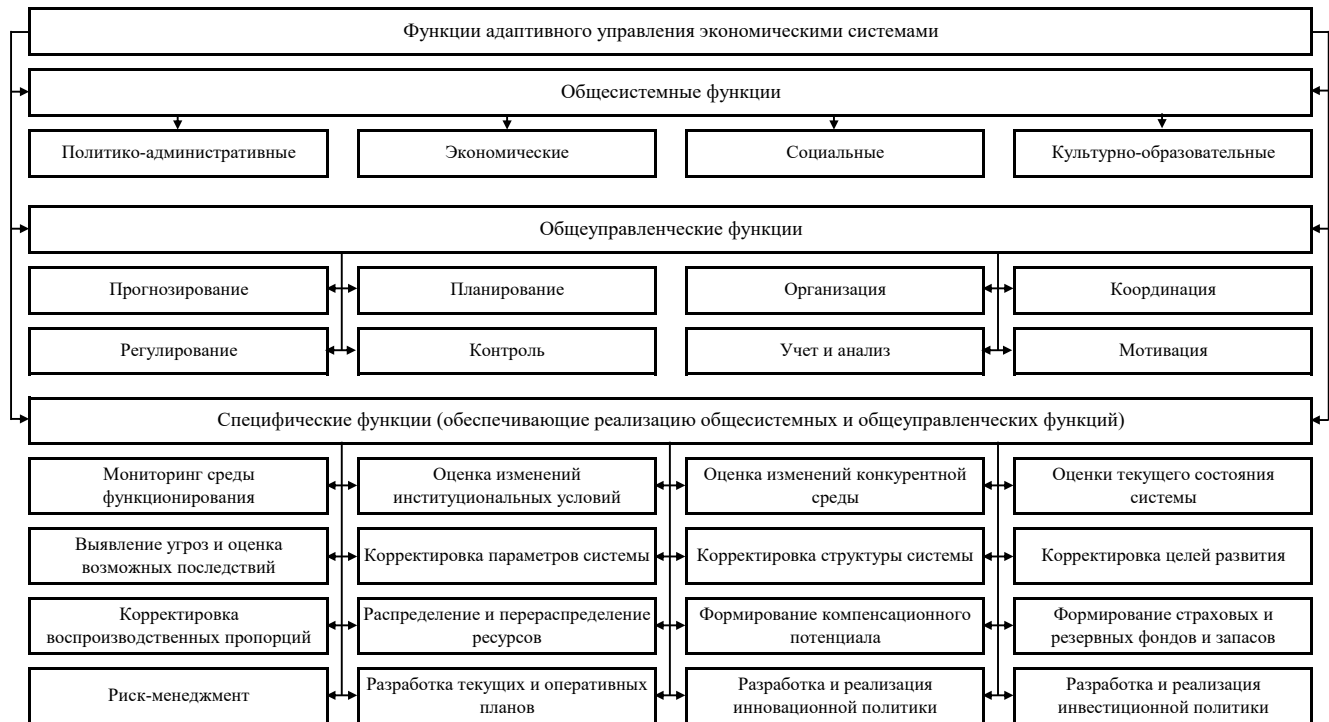 Функции адаптивного управления экономическими системами
Общесистемные функции
Политико-административные
Экономические
Социальные
Культурно-образовательные
Общеуправленческие функции
Прогнозирование
Планирование
Организация
Координация
Регулирование
Контроль
Учет и анализ
Мотивация
Специфические функции (обеспечивающие реализацию общесистемных и общеуправленческих функций)
Мониторинг среды
функционирования
Оценка изменений
институциональных условий
Оценка изменений конкурентной
среды
Оценки текущего состояния
системы
Выявление угроз и оценка
возможных последствий
Корректировка параметров системы
Корректировка структуры системы
Корректировка целей развития
Корректировка
воспроизводственных пропорций
Распределение и перераспределение
ресурсов
Формирование компенсационного
потенциала
Формирование страховых и
резервных фондов и запасов
Риск-менеджмент
Разработка текущих и оперативных
планов
Разработка и реализация
инновационной политики
Разработка и реализация
инвестиционной политики